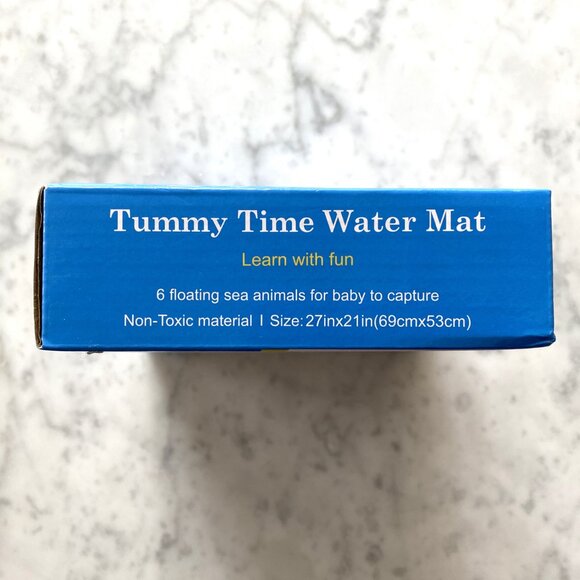 Tummy Time Water Mat
Learn with fun
6 floating sea animals for baby to capture
Non-Toxic material l Size:27inx21in(69cmx53cm)